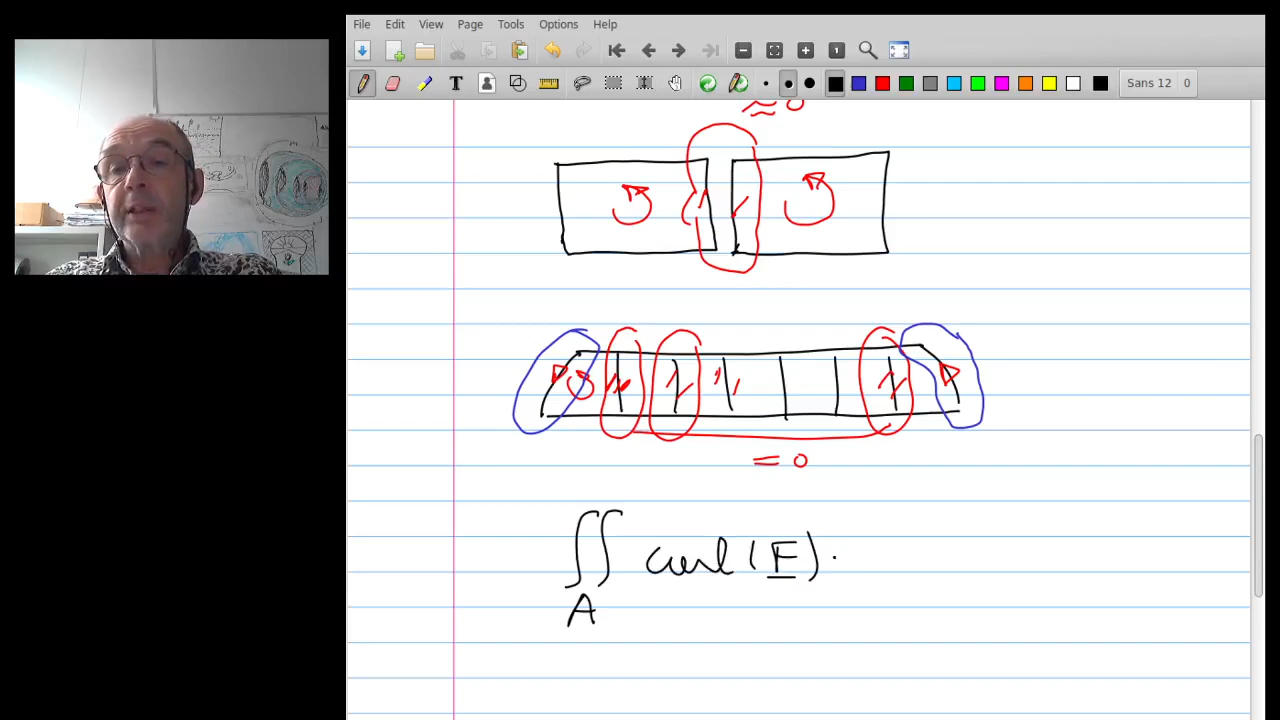 File Edit View Page Tools Options Help
Sans 12 0
≈ 0
= 0
∬ curl (F) ·
A